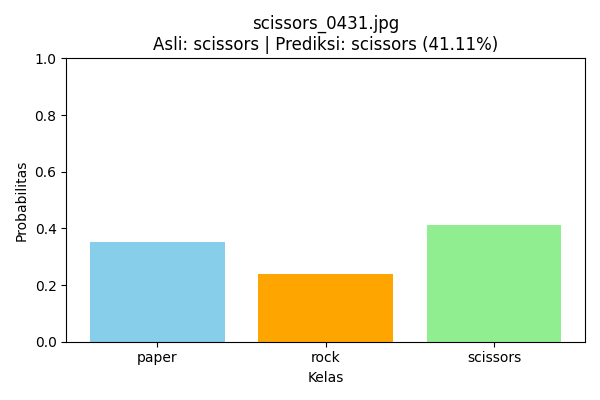 scissors_0431.jpg
Asli: scissors | Prediksi: scissors (41.11%)
Probabilitas
1.0
0.8
0.6
0.4
0.2
0.0
paper rock scissors
Kelas